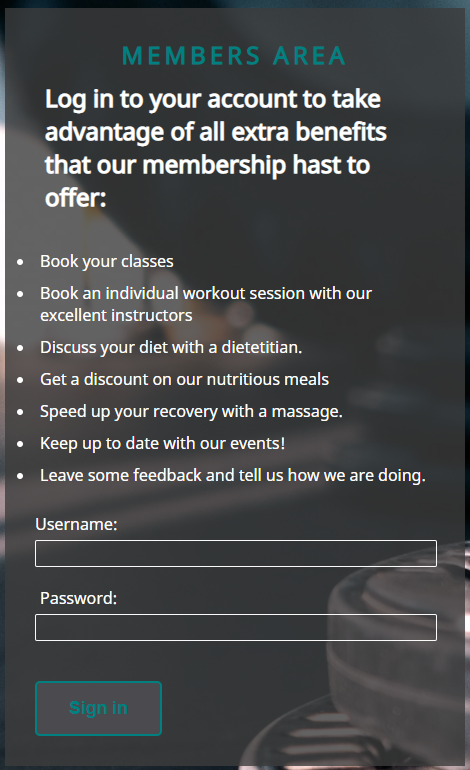 MEMBERS AREA
Log in to your account to take
advantage of all extra benefits
that our membership hast to
offer:
Book your classes
Book an individual workout session with our
excellent instructors
Discuss your diet with a dietetitian.
Get a discount on our nutritious meals
Speed up your recovery with a massage.
Keep up to date with our events!
Leave some feedback and tell us how we are doing.
Username:
Password:
Sign in